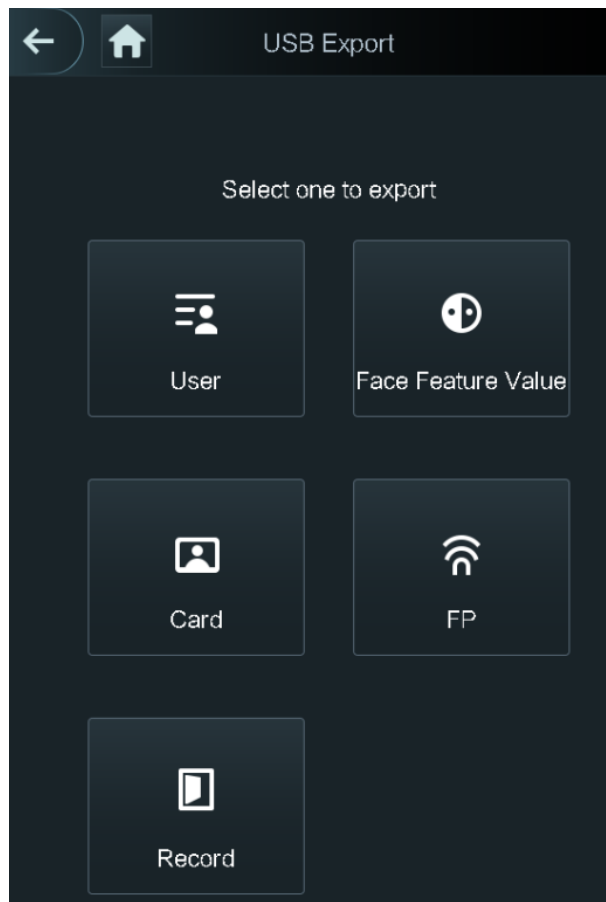 USB Export
Select one to export
User
Face Feature Value
Card
FP
Record